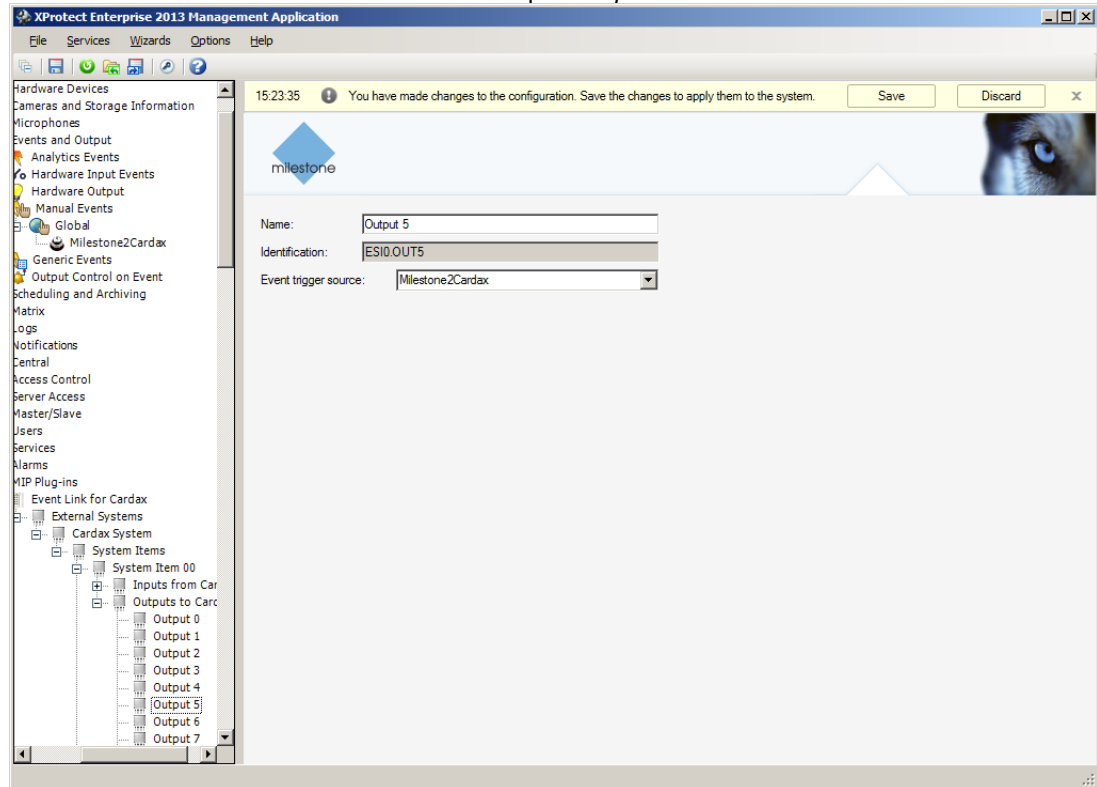 XProtect Enterprise 2013 Management Application
File Services Wizards Options Help
15:23:35 You have made changes to the configuration. Save the changes to apply them to the system. Save Discard
milestone
Hardware Devices
Cameras and Storage Information
Microphones
Events and Output
Analytics Events
Hardware Input Events
Hardware Output
Manual Events
Global
Milestone2Cardax
Generic Events
Output Control on Event
Scheduling and Archiving
Matrix
Logs
Notifications
Central
Access Control
Server Access
Master/Slave
Users
Services
Alarms
MIP Plug-ins
Event Link for Cardax
External Systems
Cardax System
System Items
System Item 00
Inputs from Car
Outputs to Carc
Output 0
Output 1
Output 2
Output 3
Output 4
Output 5
Output 6
Output 7
Name: Output 5
Identification: ESI0.OUT5
Event trigger source: Milestone2Cardax